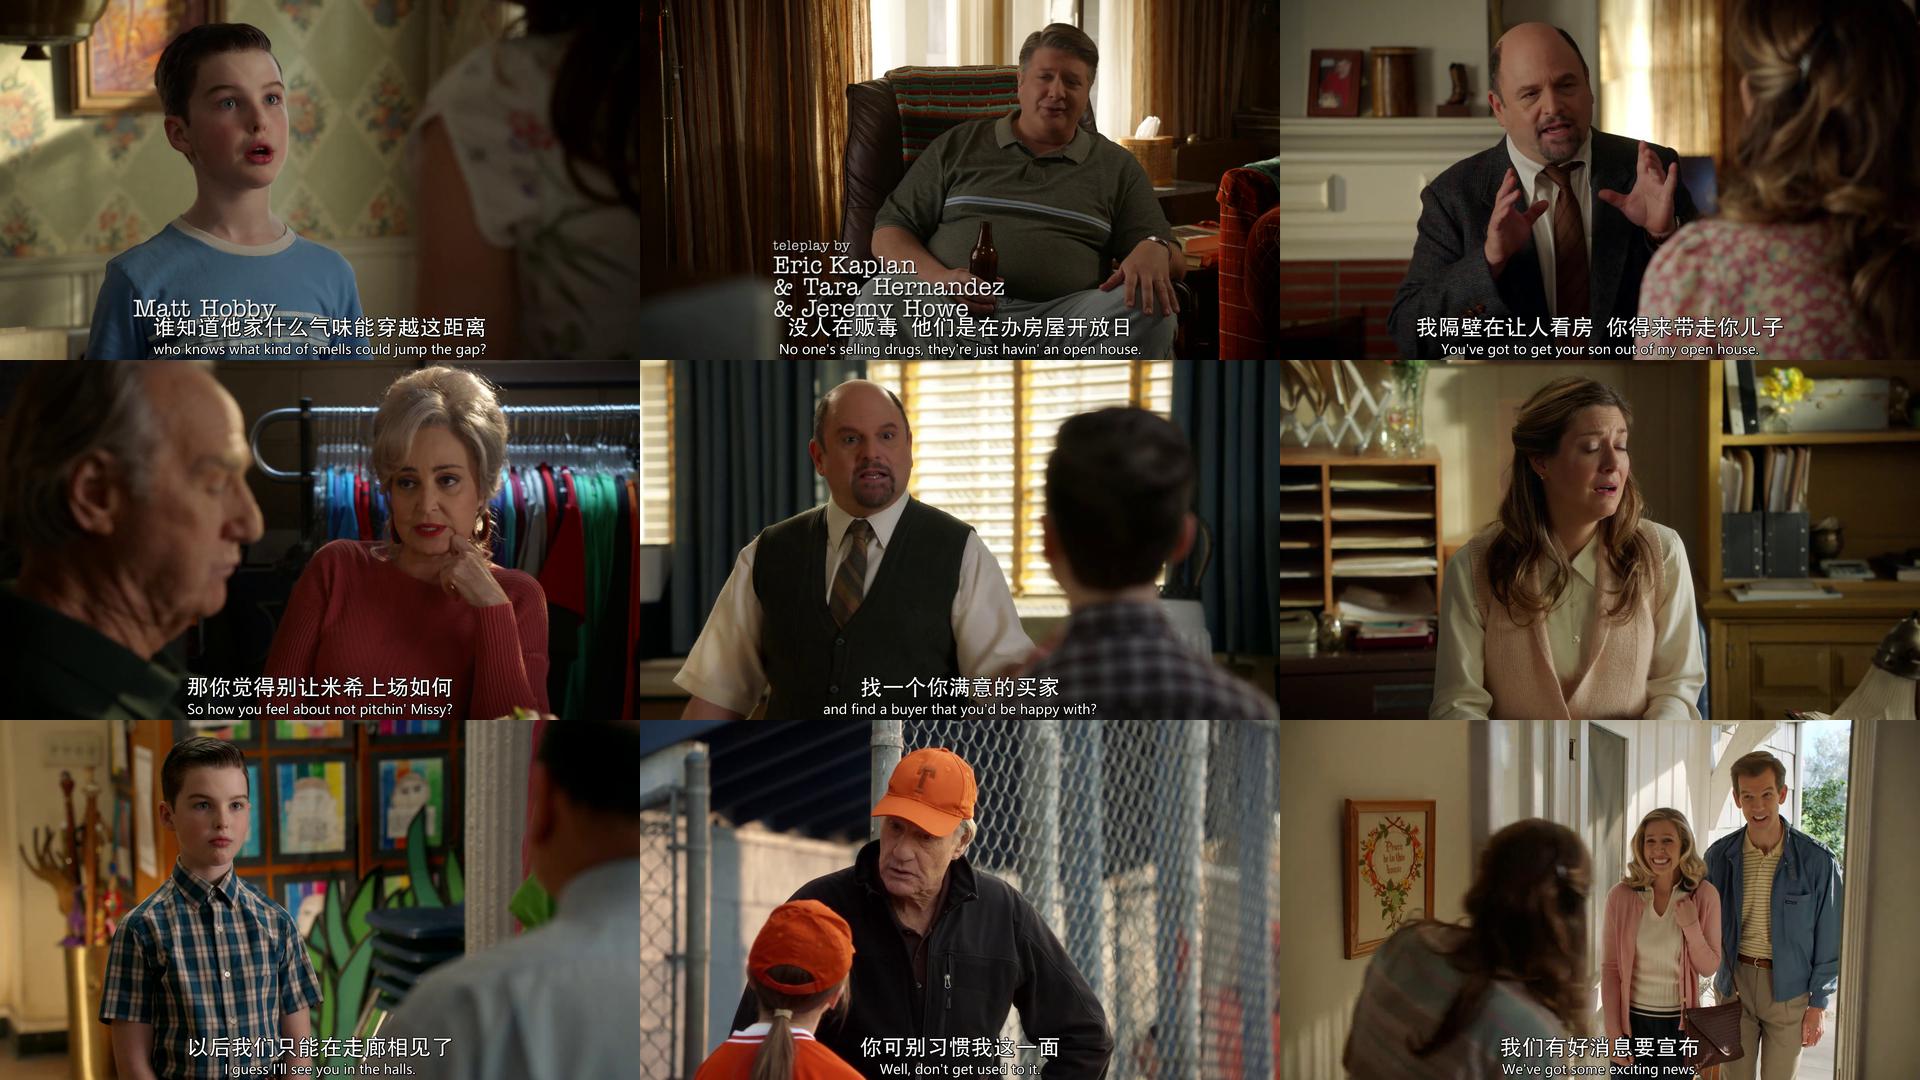 Matt Hobby
谁知道他家什么气味能穿越这距离
who knows what kind of smells could jump the gap?
teleplay by
Eric Kaplan
& Tara Hernandez
& Jeremy Howe
没人在贩毒 他们是在办房屋开放日
No one's selling drugs, they're just havin' an open house.
我隔壁在让人看房 你得来带走你儿子
You've got to get your son out of my open house.
那你觉得别让米希上场如何
So how you feel about not pitchin' Missy?
找一个你满意的买家
and find a buyer that you'd be happy with?
以后我们只能在走廊相见了
I guess I'll see you in the halls.
T
你可别习惯我这一面
Well, don't get used to it.
Peace
be in this
house
我们有好消息要宣布
We've got some exciting news.